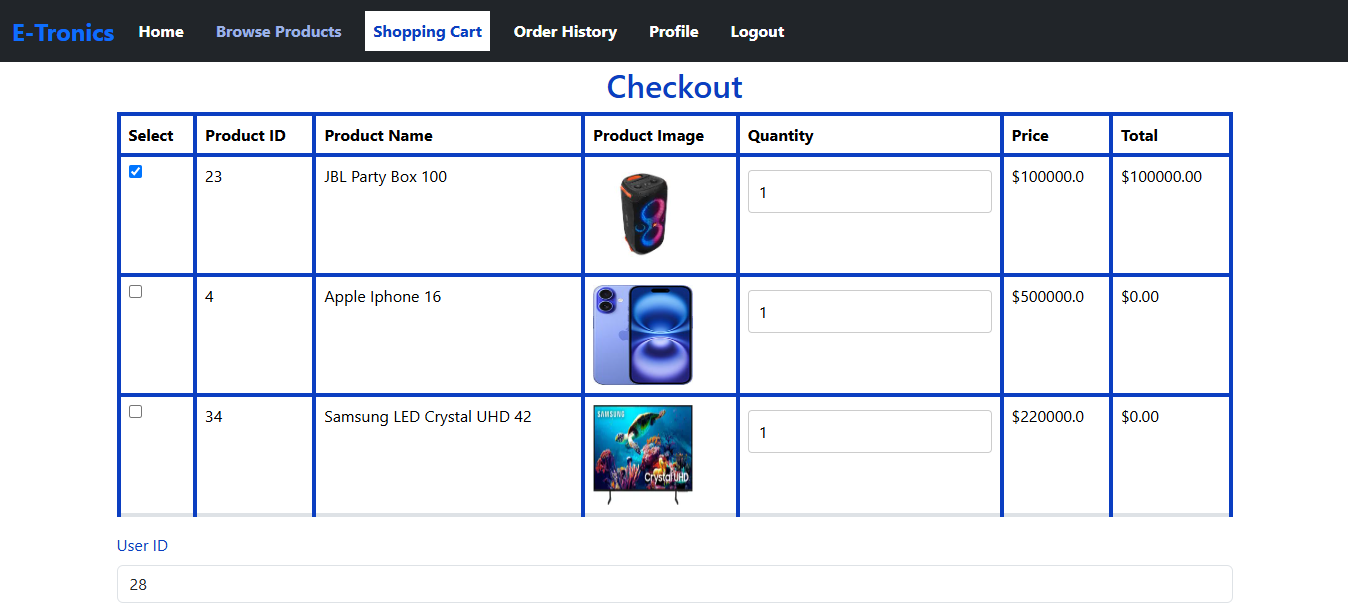 E-Tronics Home Browse Products Shopping Cart Order History Profile Logout
Checkout
Select Product ID Product Name Product Image Quantity Price Total
23 JBL Party Box 100 1 $100000.0 $100000.00
4 Apple Iphone 16 1 $500000.0 $0.00
34 Samsung LED Crystal UHD 42 SAMSUNG 1 $220000.0 $0.00
Crystal UHD
User ID
28